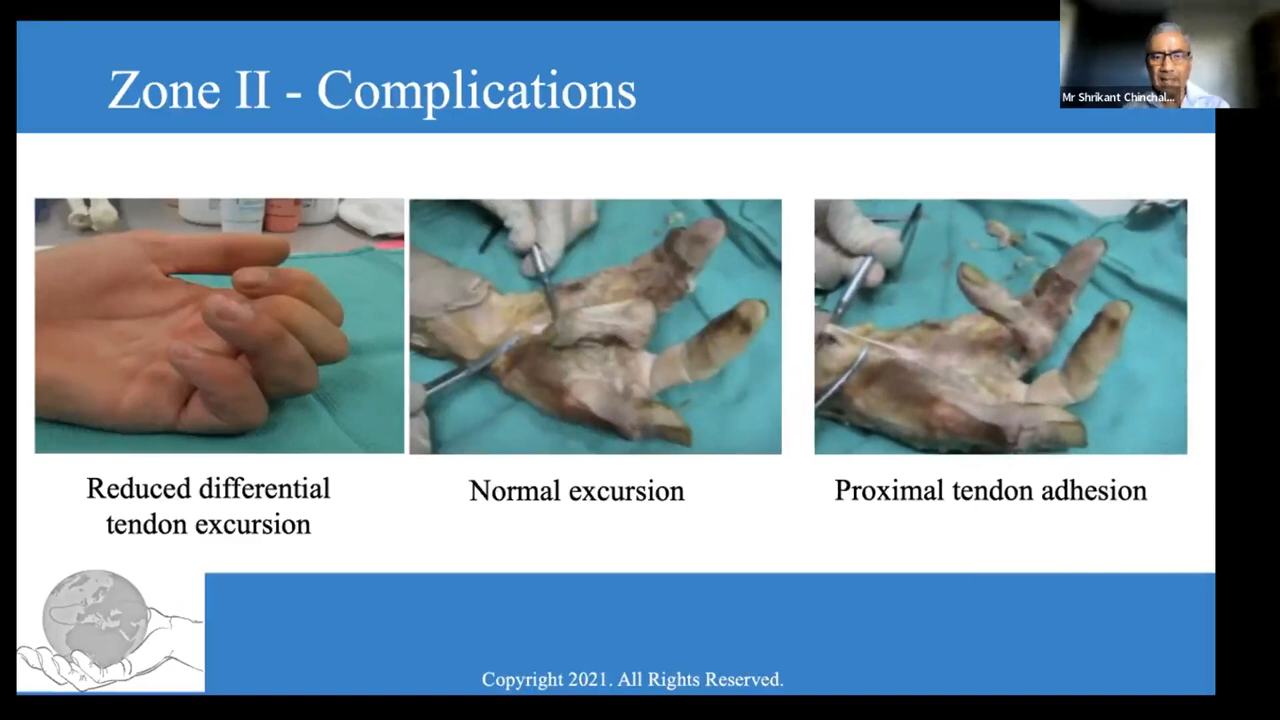 Zone II - Complications
Mr Shrikant Chinchal...
Reduced differential
tendon excursion
Normal excursion
Proximal tendon adhesion
Copyright 2021. All Rights Reserved.